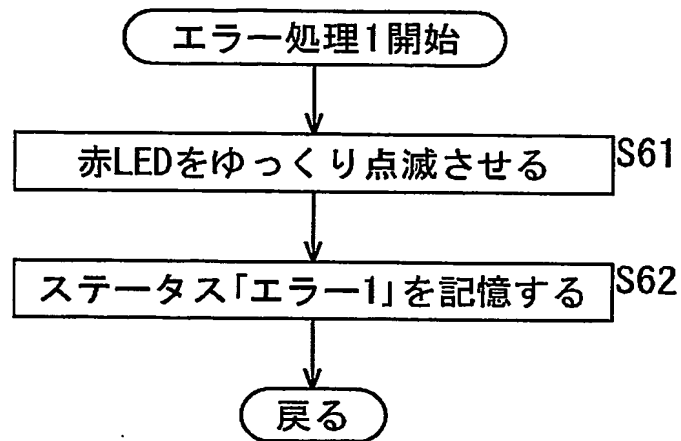 エラー処理1開始
赤LEDをゆっくり点滅させる
S61
ステータス「エラー1」を記憶する
S62
戻る